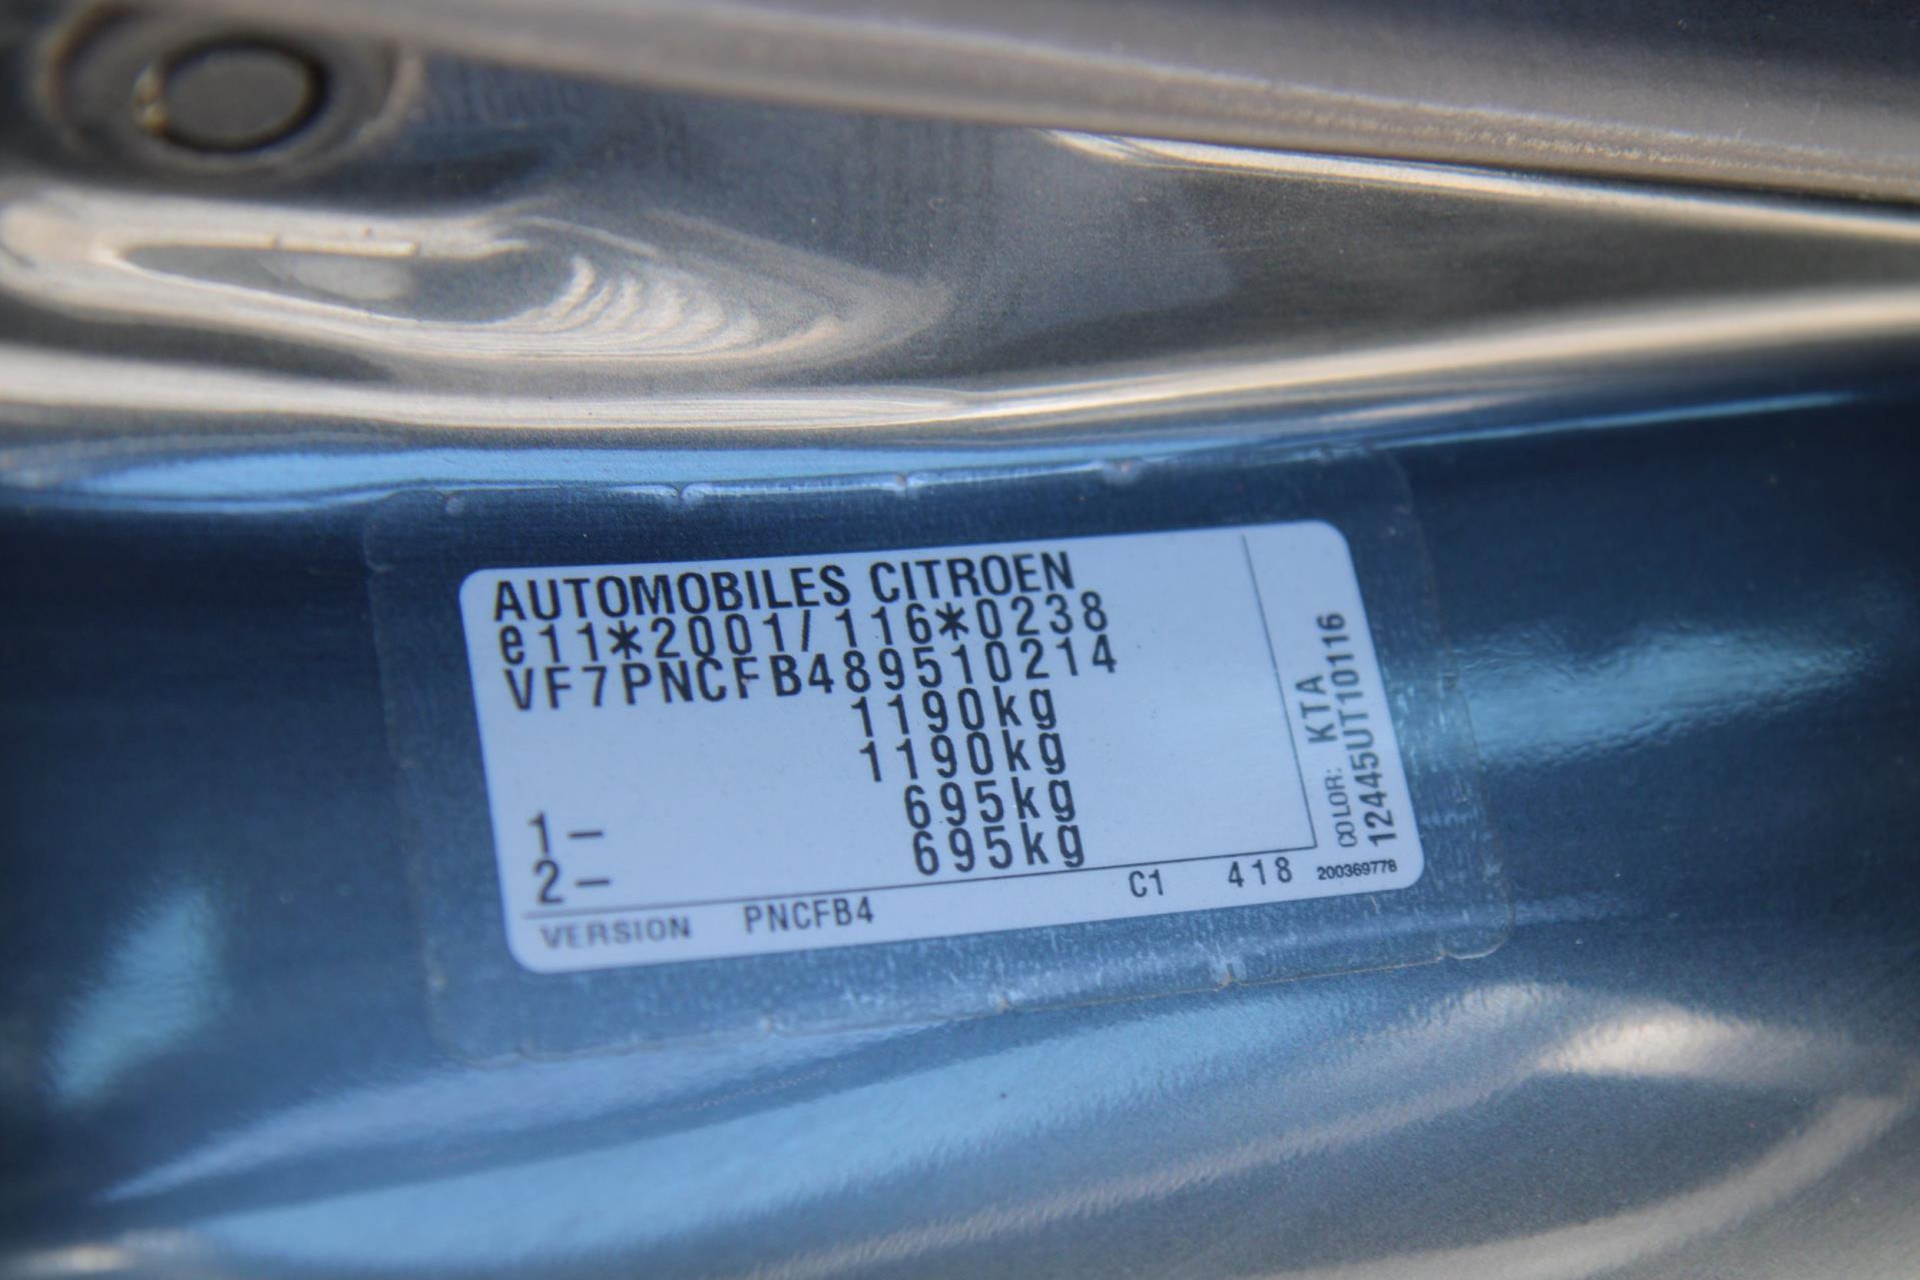 AUTOMOBILES CITROEN
e11*2001/116*0238
VF7PNCFB489510214
1190kg
1190kg
1- 695kg
2- 695kg
VERSION PNCFB4 C1 418 200369778
COLOR: KTA
12445UT10116